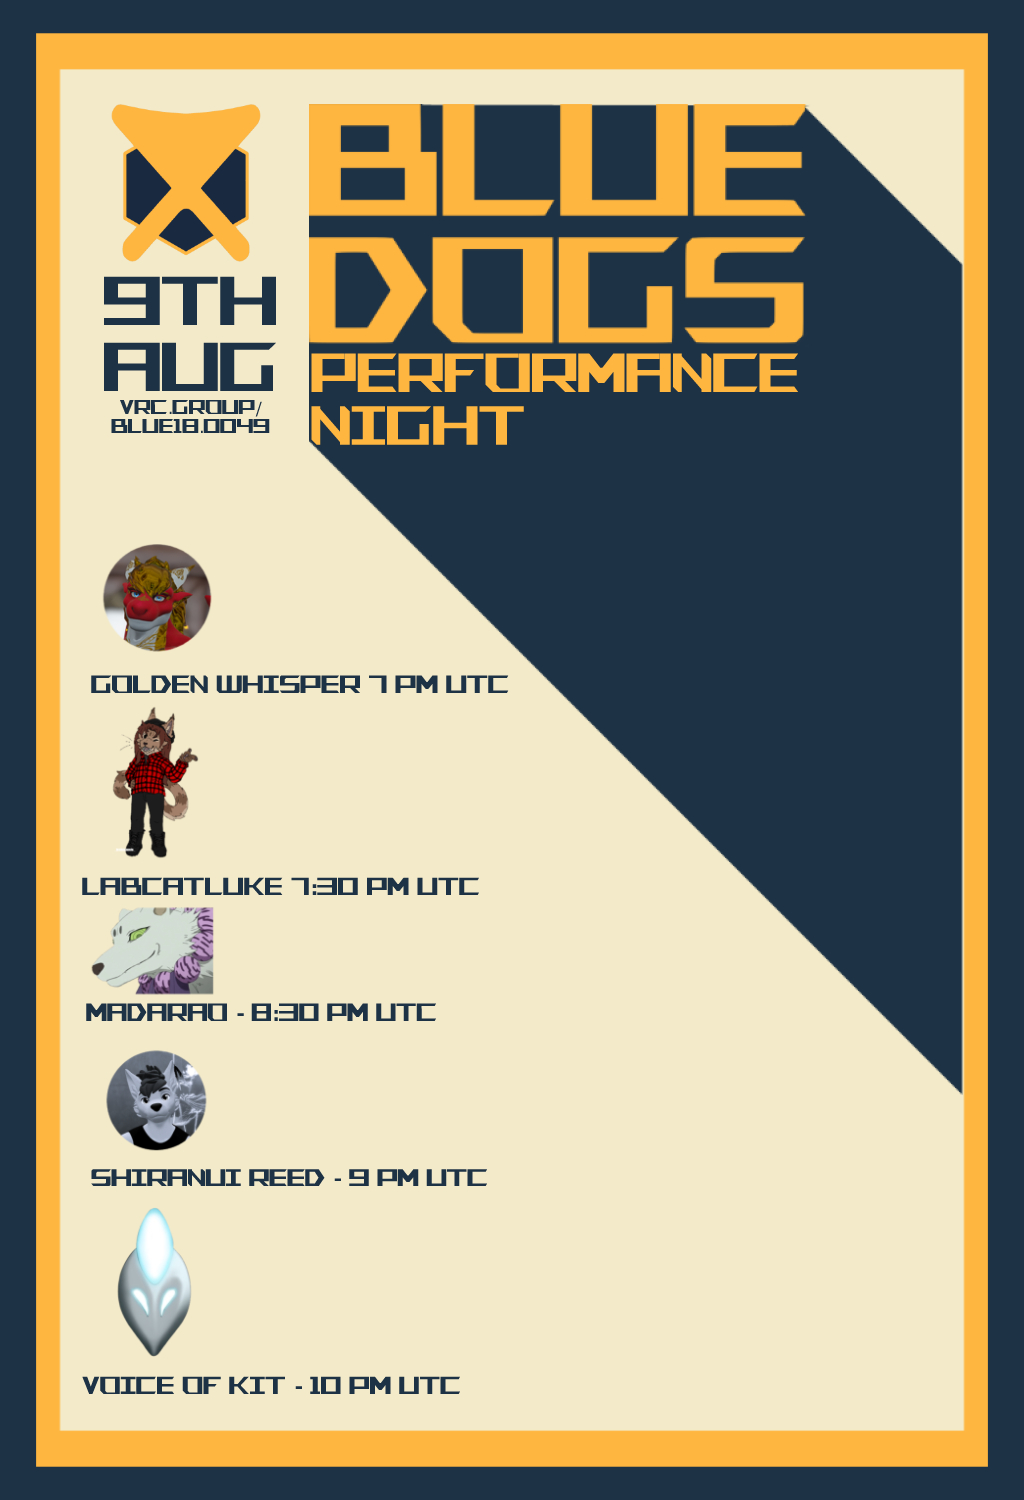 BLUE
DOGS
PERFORMANCE
NIGHT
9TH
AUG
VRC.GROUP/
BLUE18.0049
GOLDEN WHISPER 7 PM UTC
LABCATLUKE 7:30 PM UTC
MADARAO - 8:30 PM UTC
SHIRANUI REED - 9 PM UTC
VOICE OF KIT - 10 PM UTC